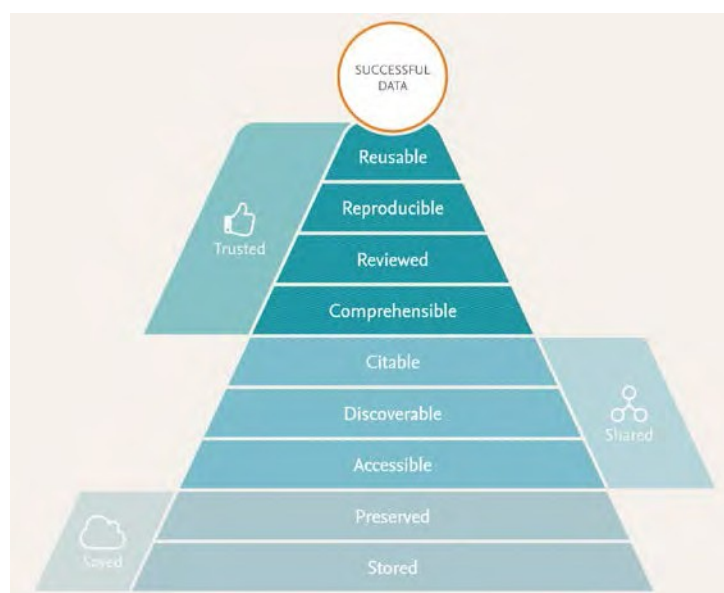 SUCCESSFUL
DATA
Reusable
Reproducible
Trusted
Reviewed
Comprehensible
Citable
Discoverable
Shared
Accessible
Preserved
Saved
Stored